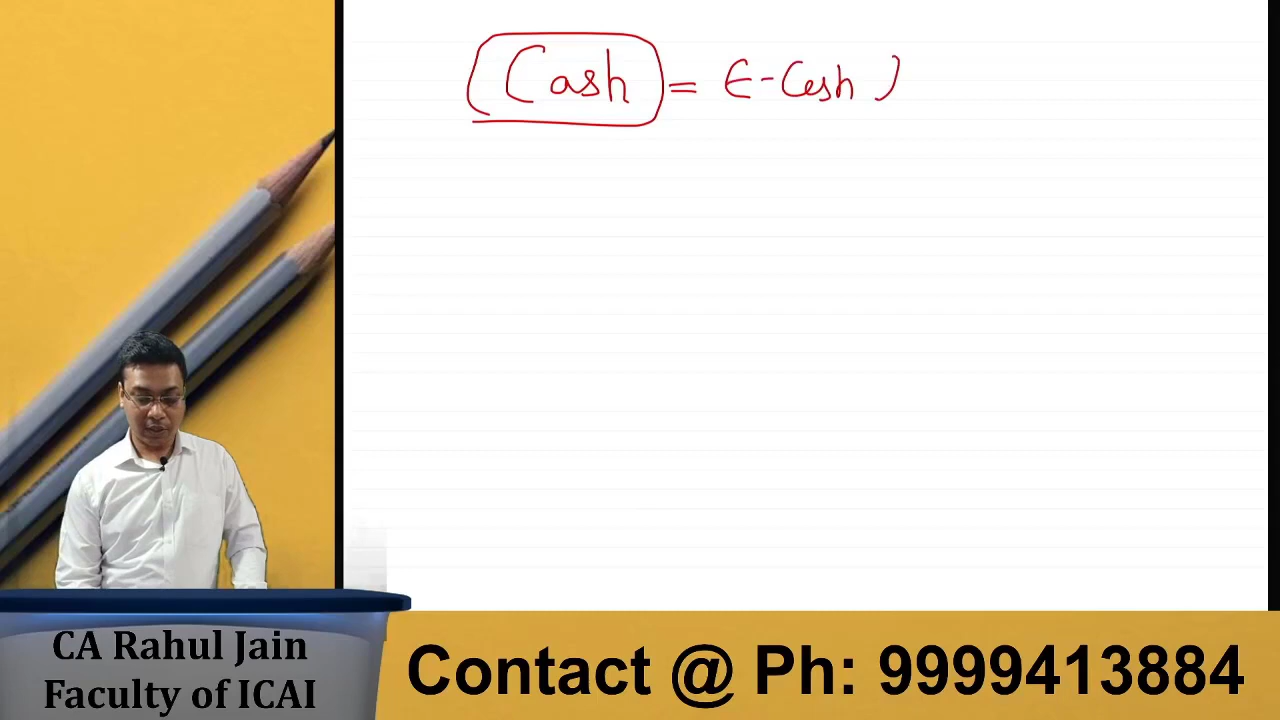 (Cash = E-Cash)
CA Rahul Jain
Faculty of ICAI
Contact @ Ph: 9999413884